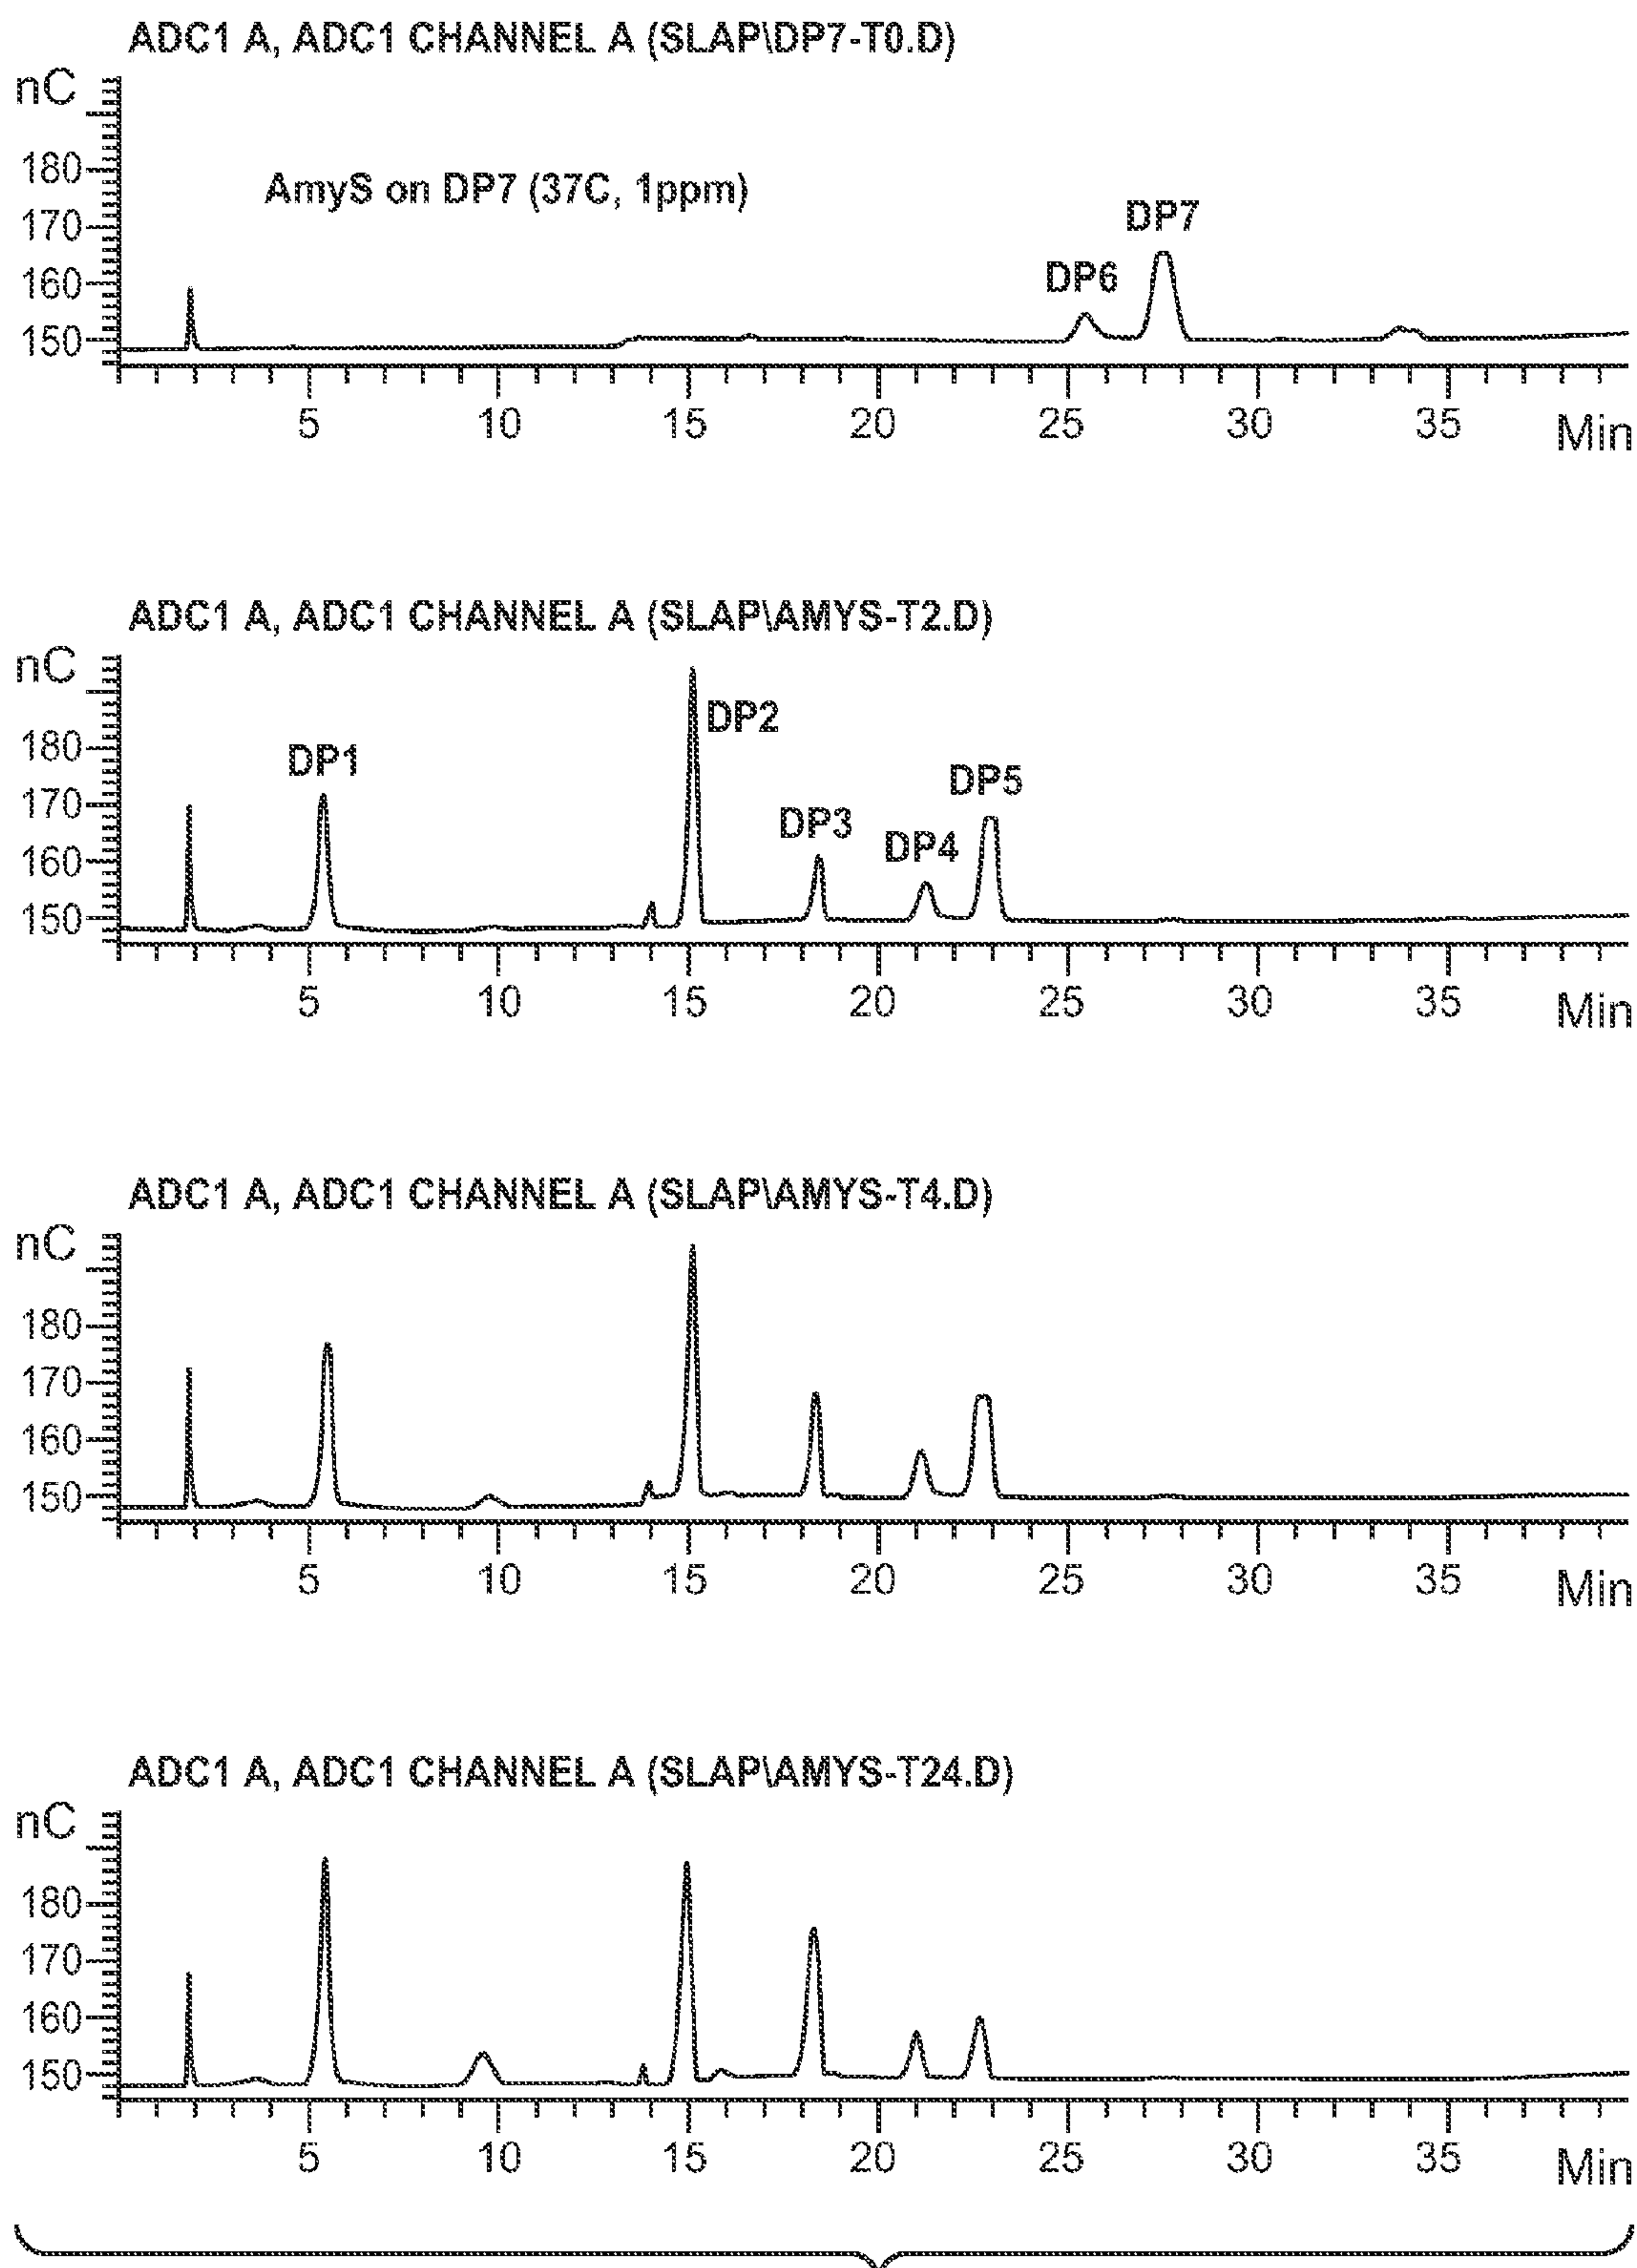 ADC1 A, ADC1 CHANNEL A (SLAP\DP7-T0.D)
nC
AmyS on DP7 (37C, 1ppm)
DP7
DP6
180
170
160
150
5 10 15 20 25 30 35 Min
ADC1 A, ADC1 CHANNEL A (SLAP\AMYS-T2.D)
nC
DP2
DP1
DP5
DP3
DP4
180
170
160
150
5 10 15 20 25 30 35 Min
ADC1 A, ADC1 CHANNEL A (SLAP\AMYS-T4.D)
nC
180
170
160
150
5 10 15 20 25 30 35 Min
ADC1 A, ADC1 CHANNEL A (SLAP\AMYS-T24.D)
nC
180
170
160
150
5 10 15 20 25 30 35 Min